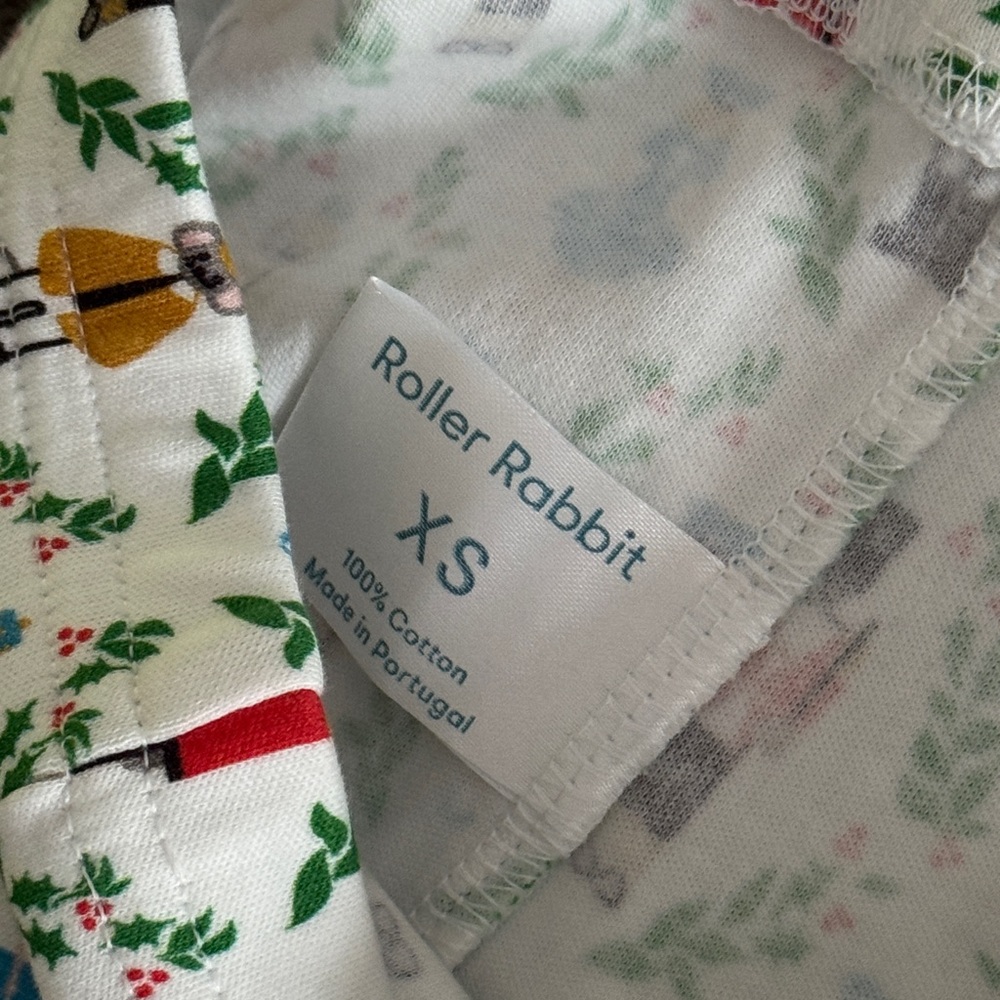 Roller Rabbit
XS
100% Cotton
Made in Portugal